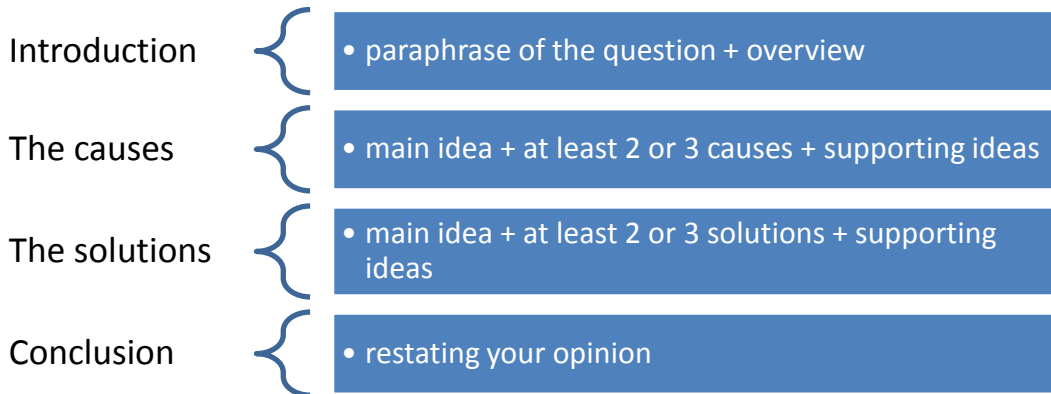 Introduction
• paraphrase of the question + overview
The causes
• main idea + at least 2 or 3 causes + supporting ideas
The solutions
• main idea + at least 2 or 3 solutions + supporting
ideas
Conclusion
• restating your opinion